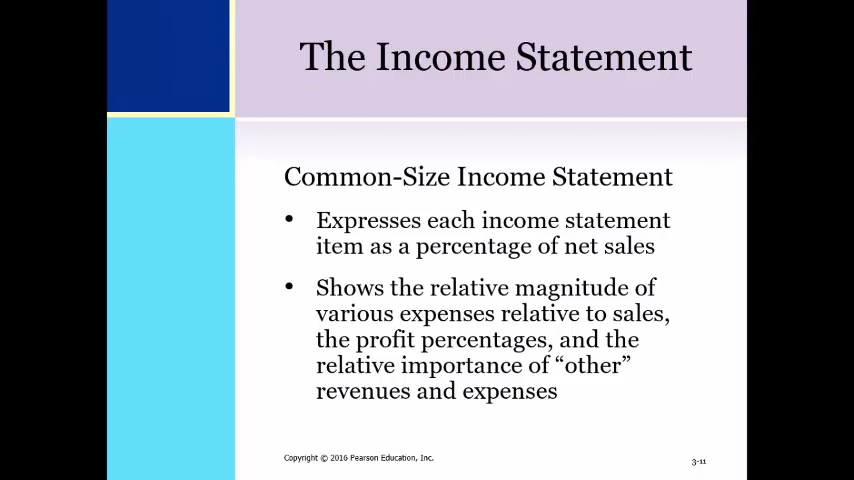 The Income Statement
Common-Size Income Statement
• Expresses each income statement
item as a percentage of net sales
• Shows the relative magnitude of
various expenses relative to sales,
the profit percentages, and the
relative importance of “other”
revenues and expenses
Copyright © 2016 Pearson Education, Inc.
3-11